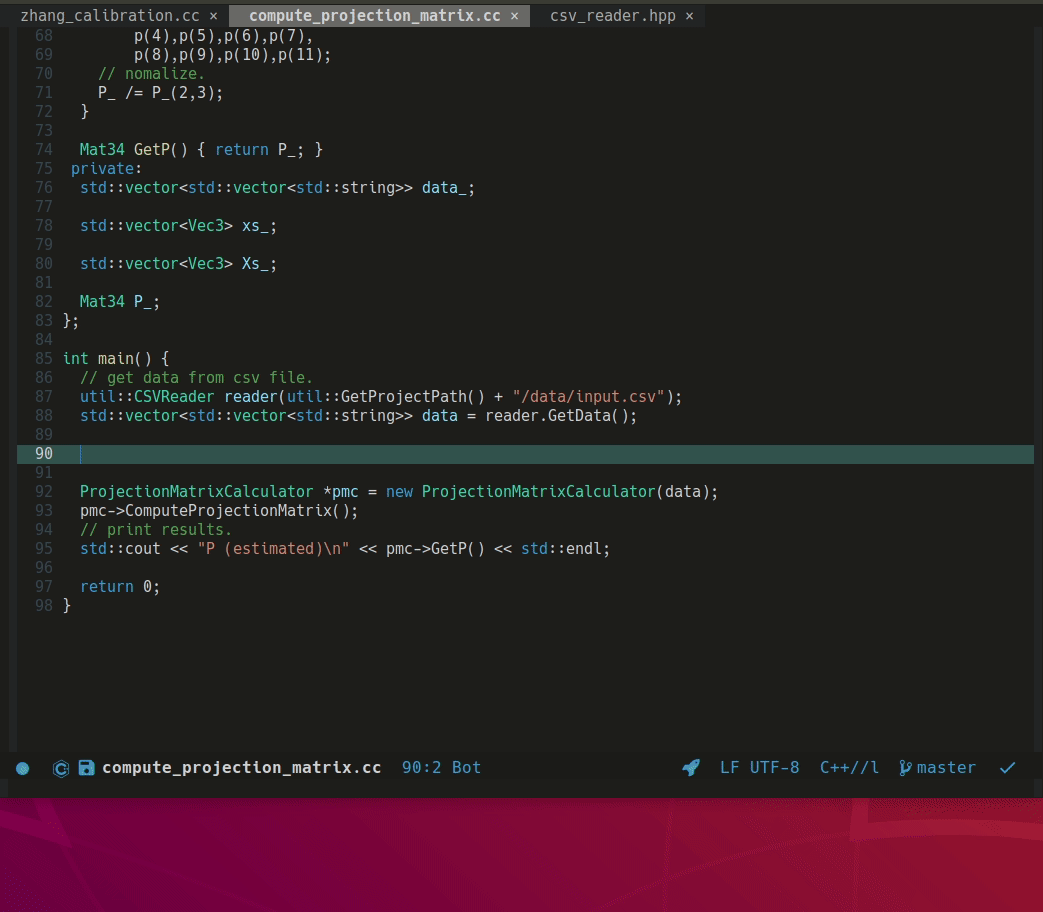 zhang_calibration.cc × compute_projection_matrix.cc × csv_reader.hpp ×
68         p(4),p(5),p(6),p(7),
69         p(8),p(9),p(10),p(11);
70     // nomalize.
71     P_ /= P_(2,3);
72   }
73
74   Mat34 GetP() { return P_; }
75  private:
76   std::vector<std::vector<std::string>> data_;
77
78   std::vector<Vec3> xs_;
79
80   std::vector<Vec3> Xs_;
81
82   Mat34 P_;
83 };
84
85 int main() {
86   // get data from csv file.
87   util::CSVReader reader(util::GetProjectPath() + "/data/input.csv");
88   std::vector<std::vector<std::string>> data = reader.GetData();
89
90
91
92   ProjectionMatrixCalculator *pmc = new ProjectionMatrixCalculator(data);
93   pmc->ComputeProjectionMatrix();
94   // print results.
95   std::cout << "P (estimated)\n" << pmc->GetP() << std::endl;
96
97   return 0;
98 }
compute_projection_matrix.cc 90:2 Bot LF UTF-8 C++//l master